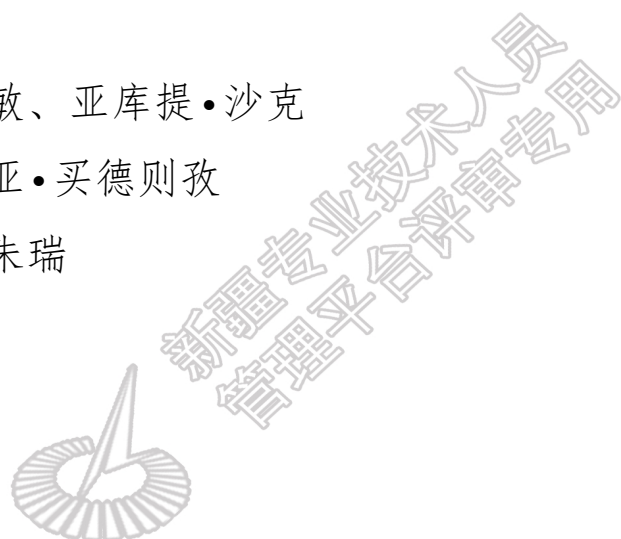 敏、亚库提•沙克
亚•买德则孜
朱瑞
新疆专业技术人员
管理平台评审专用